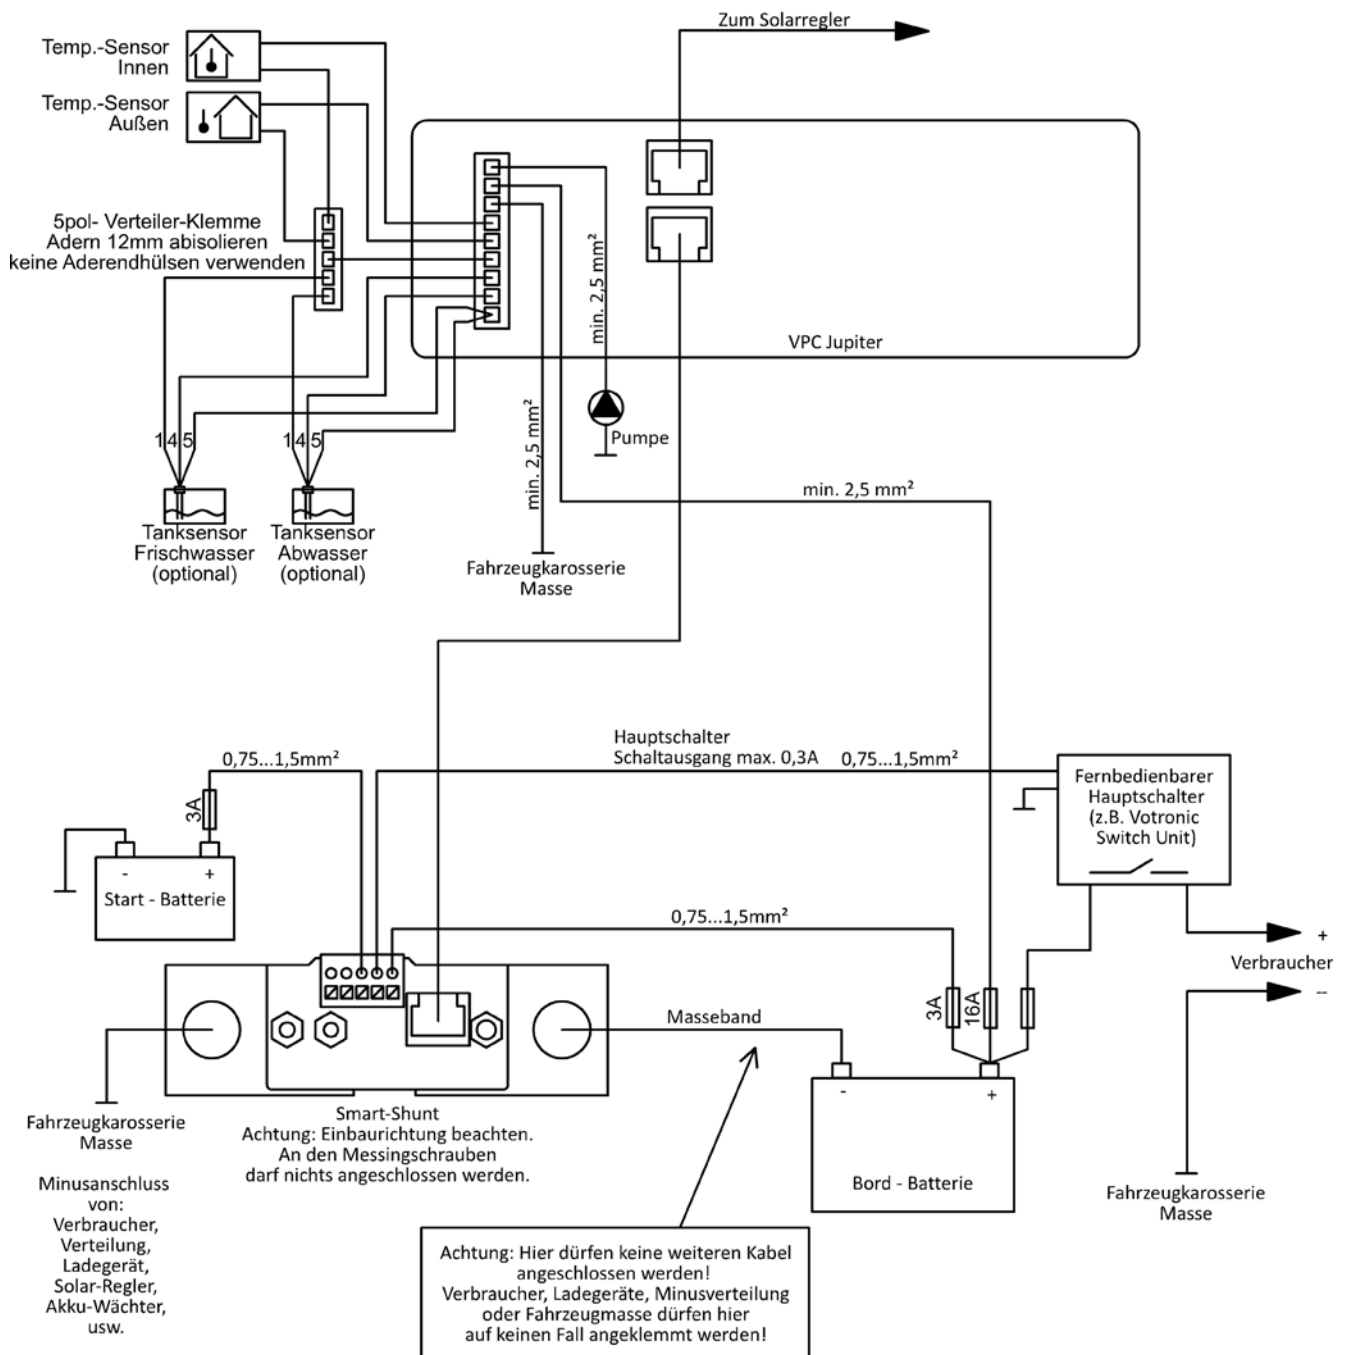 Zum Solarregler
Temp.-Sensor
Innen
Temp.-Sensor
Außen
5pol- Verteiler-Klemme
Adern 12mm abisolieren
keine Aderendhülsen verwenden
min. 2,5 mm²
VPC Jupiter
min. 2,5 mm²
Pumpe
145
145
min. 2,5 mm²
Tanksensor
Frischwasser
(optional)
Tanksensor
Abwasser
(optional)
Fahrzeugkarosserie
Masse
Hauptschalter
Schaltausgang max. 0,3A
0,75...1,5mm²
0,75...1,5mm²
Fernbedienbarer
Hauptschalter
(z.B. Votronic
Switch Unit)
3A
- +
Start - Batterie
0,75...1,5mm²
+
Verbraucher
--
3A
16A
Masseband
- +
Bord - Batterie
Fahrzeugkarosserie
Masse
Smart-Shunt
Achtung: Einbaurichtung beachten.
An den Messingschrauben
darf nichts angeschlossen werden.
Fahrzeugkarosserie
Masse
Minusanschluss
von:
Verbraucher,
Verteilung,
Ladegerät,
Solar-Regler,
Akku-Wächter,
usw.
Achtung: Hier dürfen keine weiteren Kabel
angeschlossen werden!
Verbraucher, Ladegeräte, Minusverteilung
oder Fahrzeugmasse dürfen hier
auf keinen Fall angeklemmt werden!